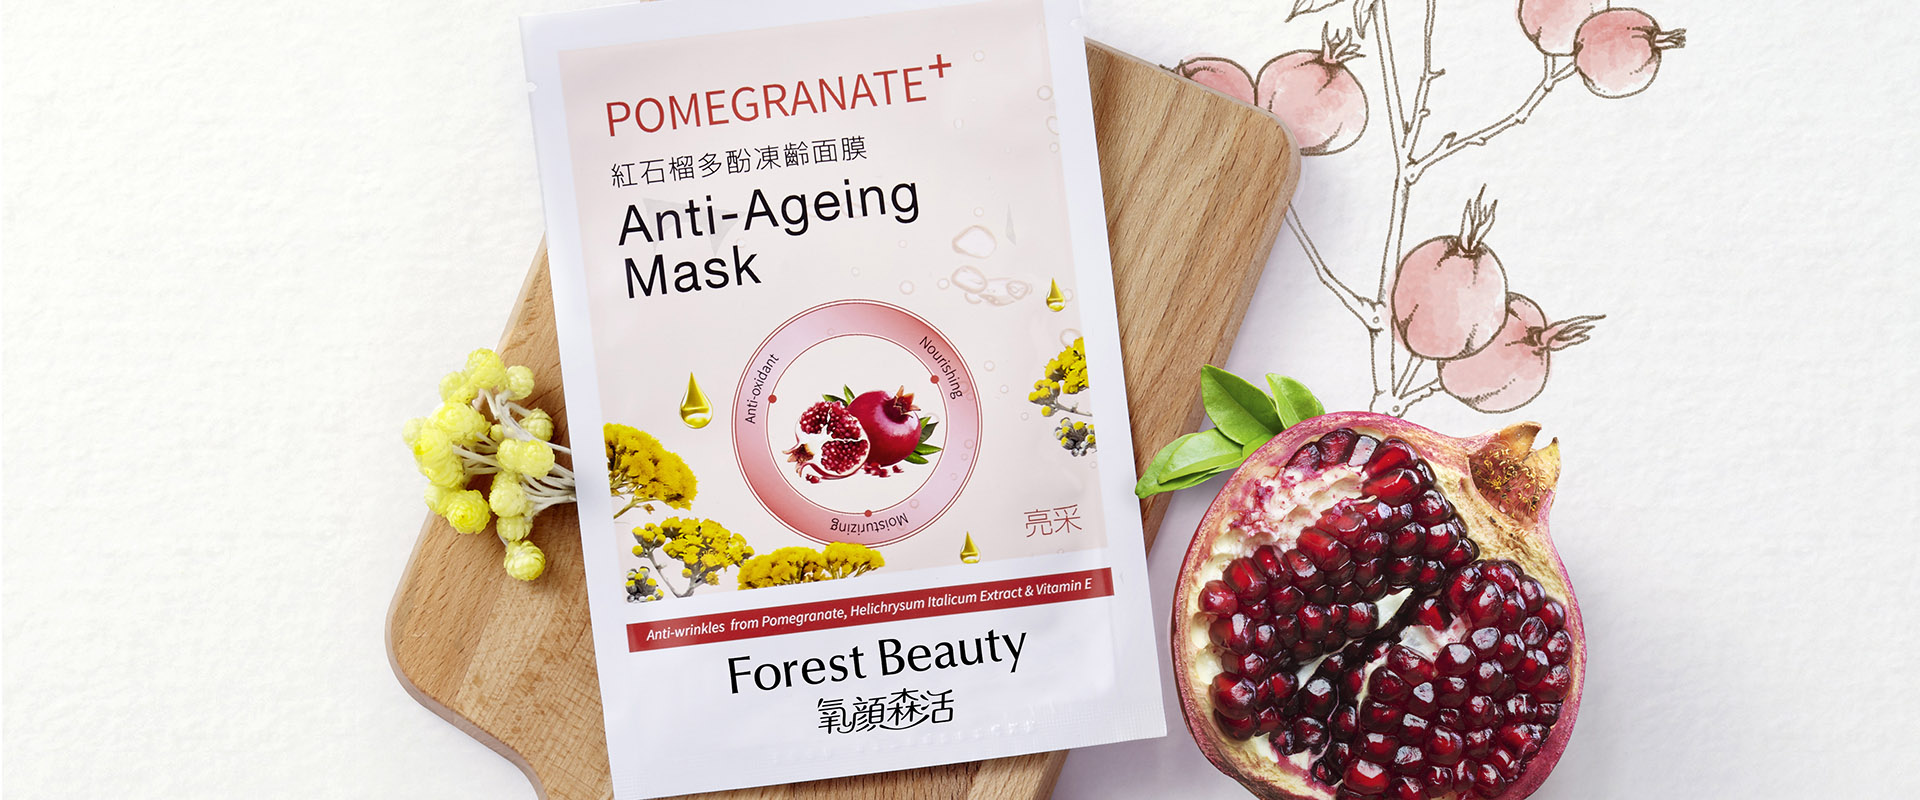 POMEGRANATE+
紅石榴多酚凍齡面膜
Anti-Ageing
Mask
Anti-oxidant
Nourishing
Moisturizing
亮采
Anti-wrinkles from Pomegranate, Helichrysum Italicum Extract & Vitamin E
Forest Beauty
氧顏森活